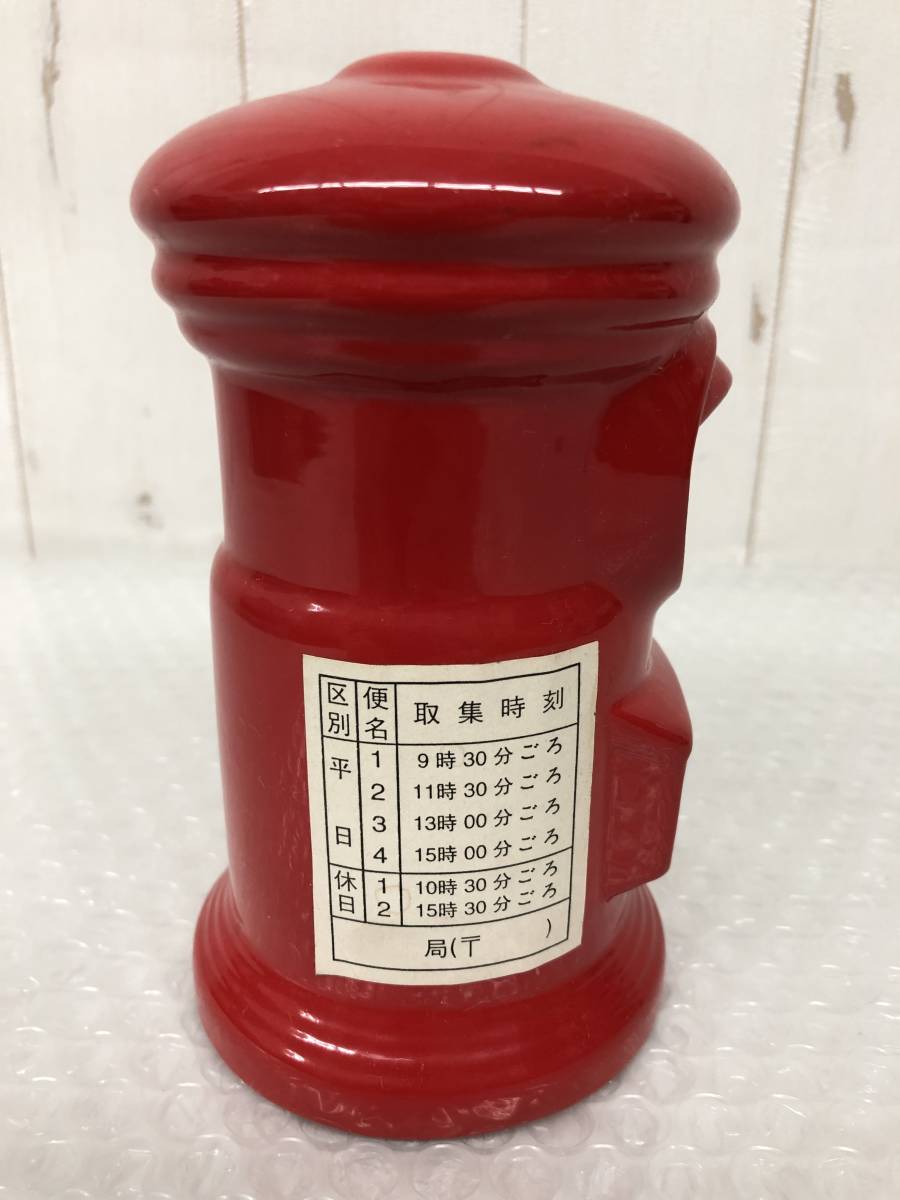 区別 便名 取集時刻
平日 1 9時30分ごろ
2 11時30分ごろ
3 13時00分ごろ
4 15時00分ごろ
休日 1 10時30分ごろ
2 15時30分ごろ
局(〒 )